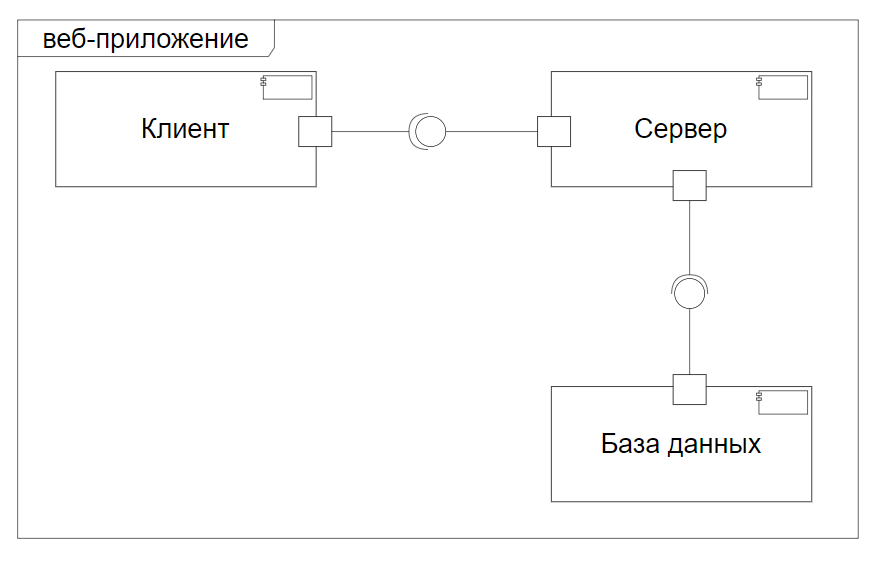 веб-приложение
Клиент
Сервер
База данных